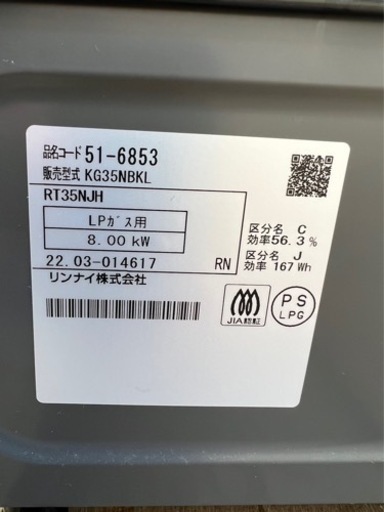 品名コード 51-6853
販売型式 KG35NBKL
RT35NJH
LPガス用
8.00kW
22.03-014617 RN
リンナイ株式会社
区分名 C
効率56.3%
区分名 J
効率 167Wh
JIA認証
PS
LPG